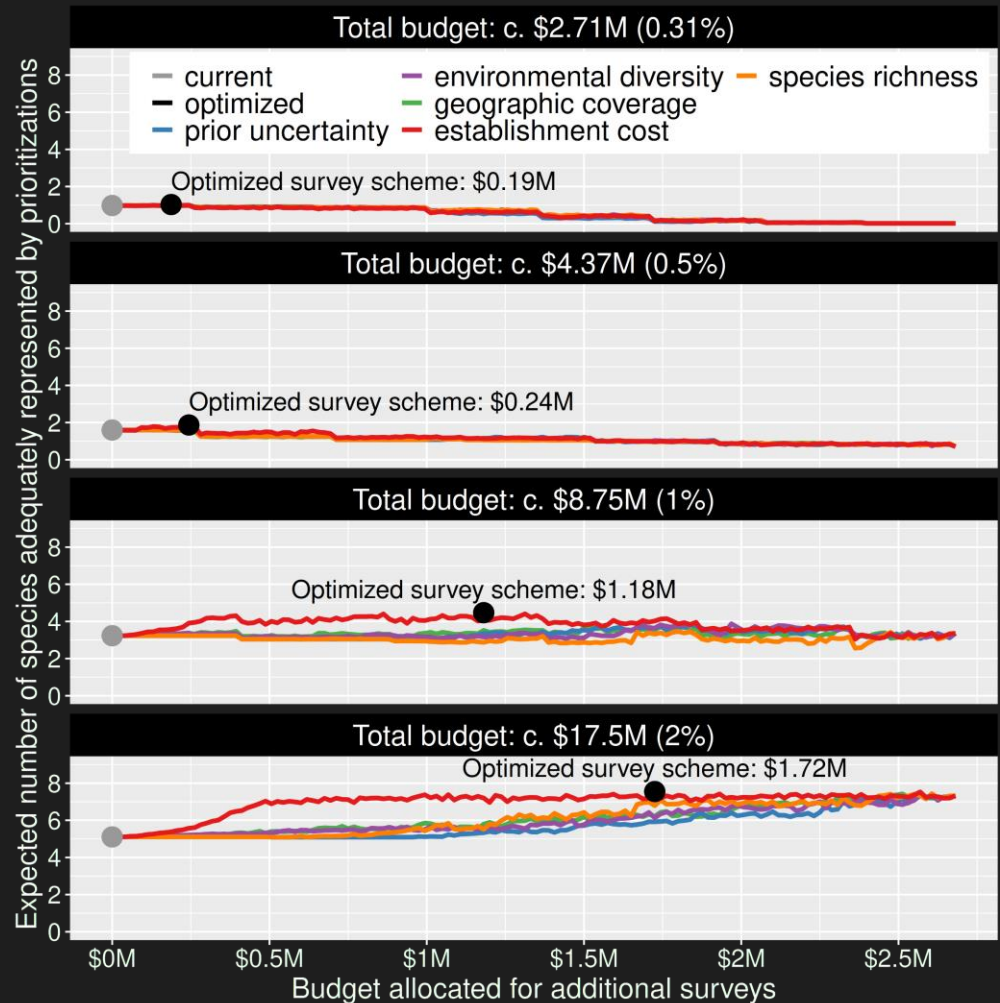 Expected number of species adequately represented by prioritizations
Total budget: c. $2.71M (0.31%)
current
optimized
prior uncertainty
environmental diversity
geographic coverage
establishment cost
species richness
8
6
4
2
0
Optimized survey scheme: $0.19M
Total budget: c. $4.37M (0.5%)
8
6
4
2
0
Optimized survey scheme: $0.24M
Total budget: c. $8.75M (1%)
8
6
4
2
0
Optimized survey scheme: $1.18M
Total budget: c. $17.5M (2%)
8
6
4
2
0
Optimized survey scheme: $1.72M
$0M $0.5M $1M $1.5M $2M $2.5M
Budget allocated for additional surveys